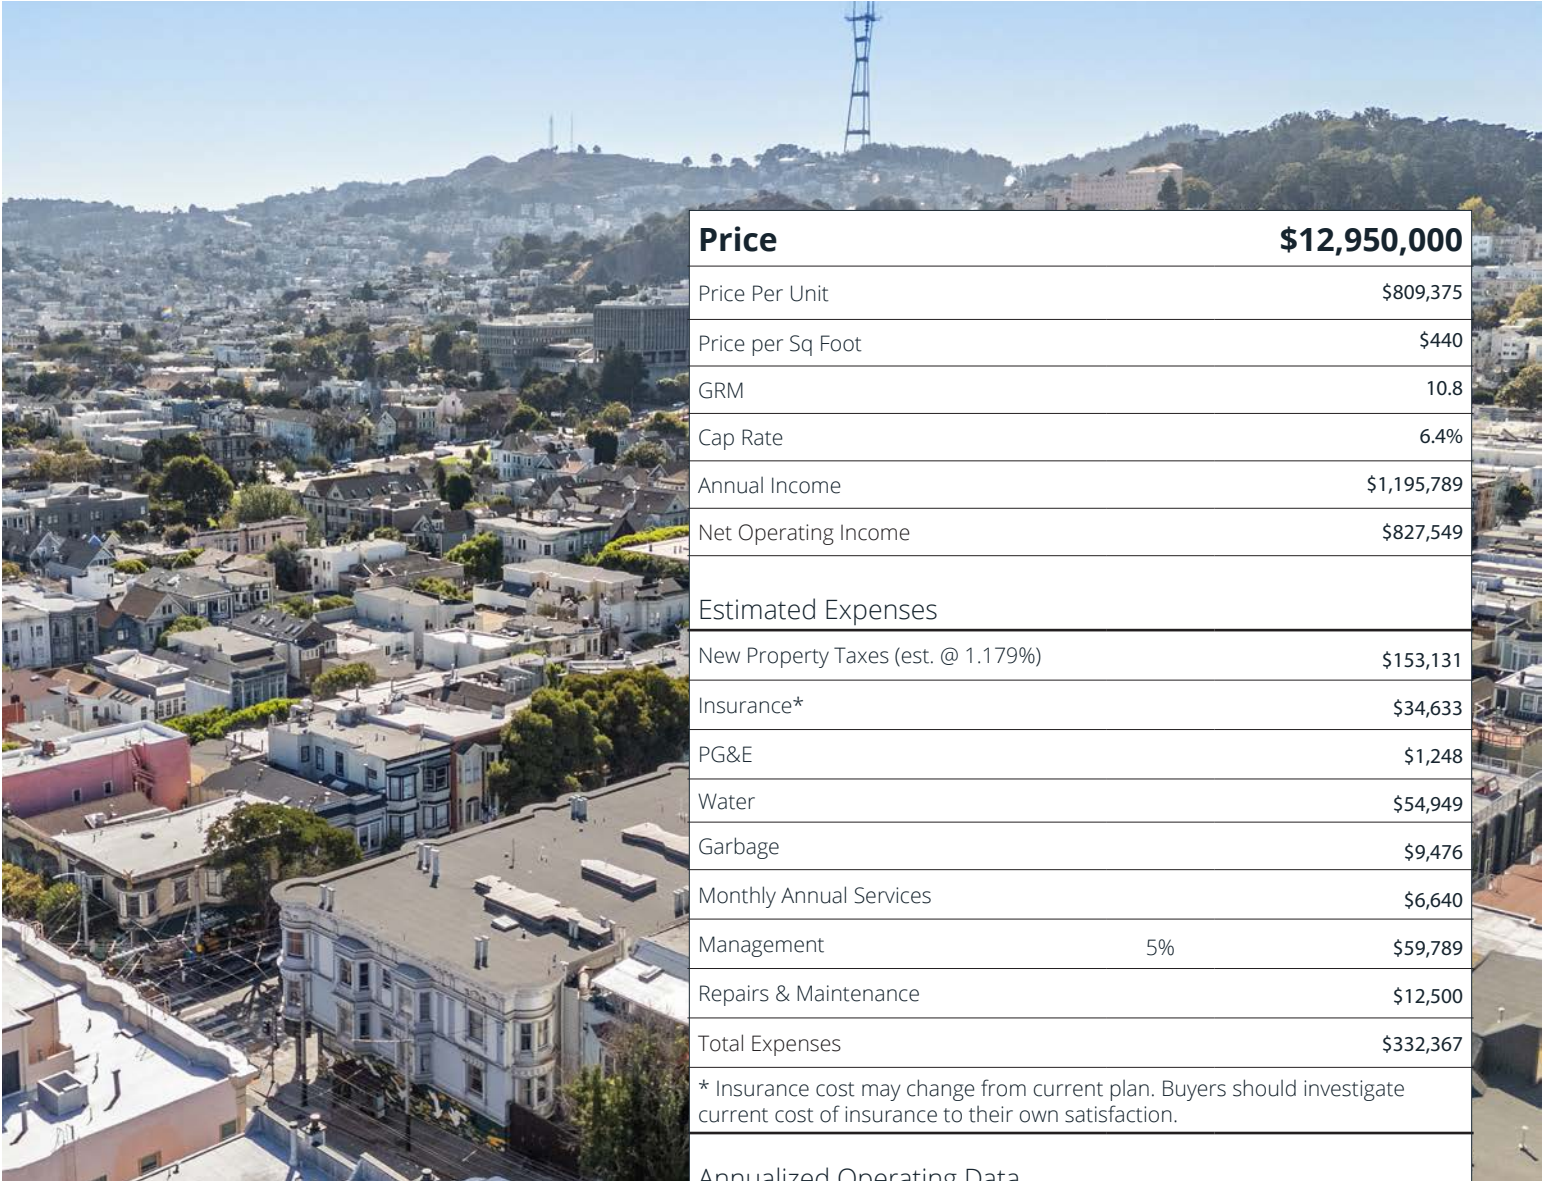 Price $12,950,000
Price Per Unit $809,375
Price per Sq Foot $440
GRM 10.8
Cap Rate 6.4%
Annual Income $1,195,789
Net Operating Income $827,549
Estimated Expenses
New Property Taxes (est. @ 1.179%) $153,131
Insurance* $34,633
PG&E $1,248
Water $54,949
Garbage $9,476
Monthly Annual Services $6,640
Management 5% $59,789
Repairs & Maintenance $12,500
Total Expenses $332,367
* Insurance cost may change from current plan. Buyers should investigate
current cost of insurance to their own satisfaction.
Annualized Operating Data